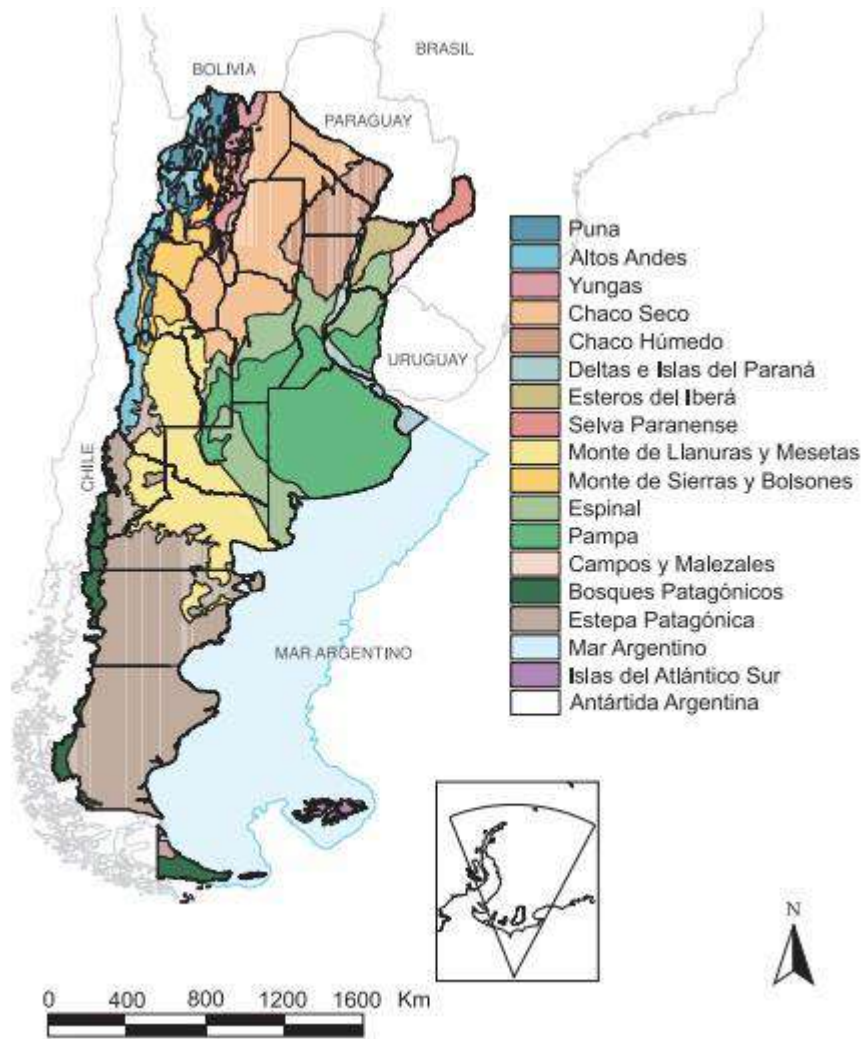 BRASIL
BOLIVIA
PARAGUAY
URUGUAY
CHILE
MAR ARGENTINO
Puna
Altos Andes
Yungas
Chaco Seco
Chaco Húmedo
Deltas e Islas del Paraná
Esteros del Iberá
Selva Paranense
Monte de Llanuras y Mesetas
Monte de Sierras y Bolsones
Espinal
Pampa
Campos y Malezales
Bosques Patagónicos
Estepa Patagónica
Mar Argentino
Islas del Atlántico Sur
Antártida Argentina
N
0 400 800 1200 1600 Km